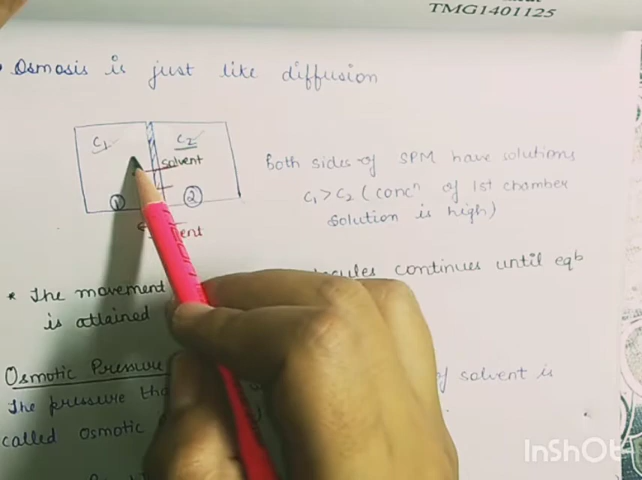 TMG1401125
Osmosis is just like diffusion
C1 C2
solvent
① ②
Both sides of SPM have solutions
C1 > C2 (concn of 1st chamber
solution is high)
* The movement continues until eqb
is attained
Osmotic Pressure of solvent is
The pressure
called osmotic
InShOt